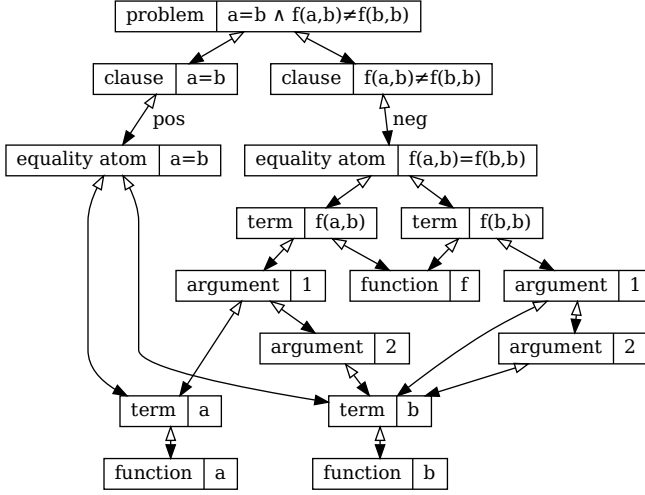 problem a=b ∧ f(a,b)≠f(b,b)
clause a=b
clause f(a,b)≠f(b,b)
pos
neg
equality atom a=b
equality atom f(a,b)=f(b,b)
term f(a,b)
term f(b,b)
argument 1
function f
argument 1
argument 2
argument 2
term a
term b
function a
function b